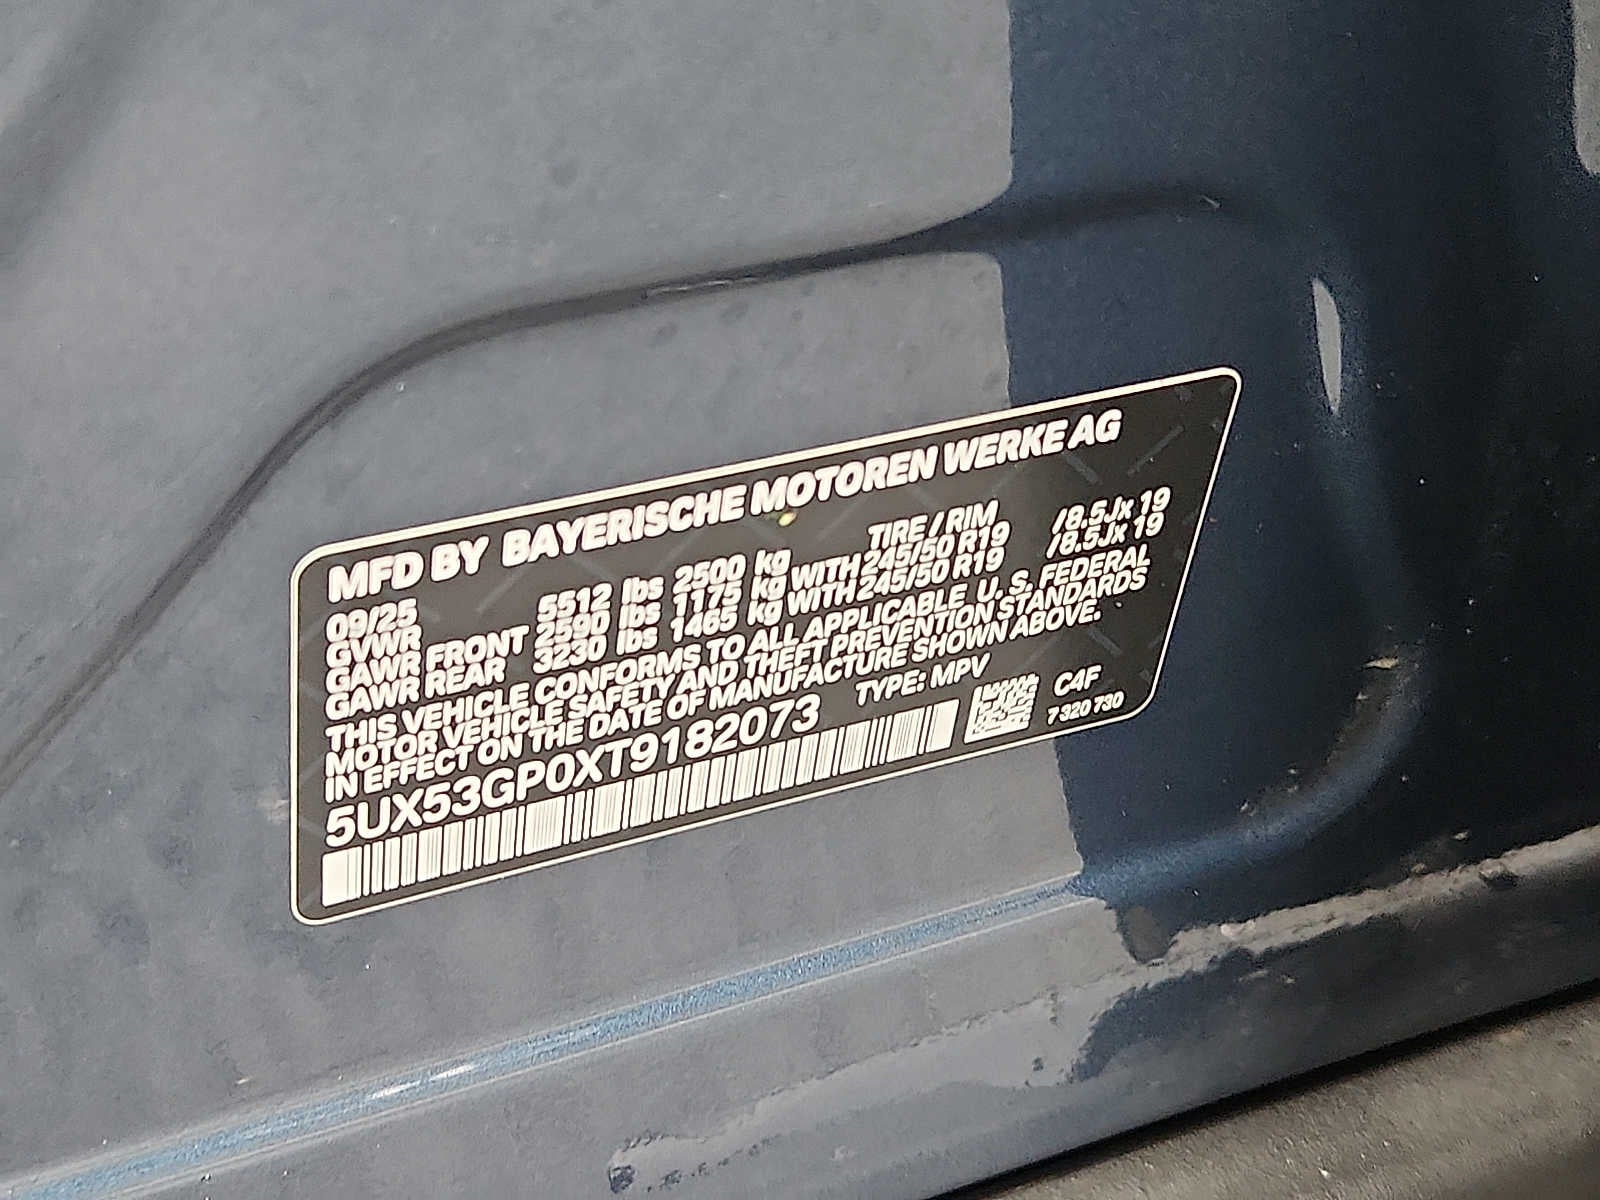 MFD BY BAYERISCHE MOTOREN WERKE AG
09/25 TIRE / RIM
GVWR 5512 lbs 2500 kg
GAWR FRONT 2590 lbs 1175 kg WITH 245/50 R19 /8.5Jx 19
GAWR REAR 3230 lbs 1465 kg WITH 245/50 R19 /8.5Jx 19
THIS VEHICLE CONFORMS TO ALL APPLICABLE U. S. FEDERAL
MOTOR VEHICLE SAFETY AND THEFT PREVENTION STANDARDS
IN EFFECT ON THE DATE OF MANUFACTURE SHOWN ABOVE.
5UX53GP0XT9182073 TYPE: MPV
C4F
7 320 730